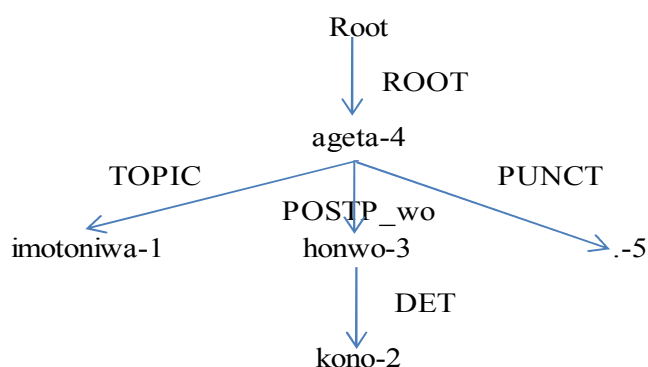 Root
ROOT
ageta-4
TOPIC
PUNCT
POSTP_wo
imotoniwa-1
honwo-3
.-5
DET
kono-2